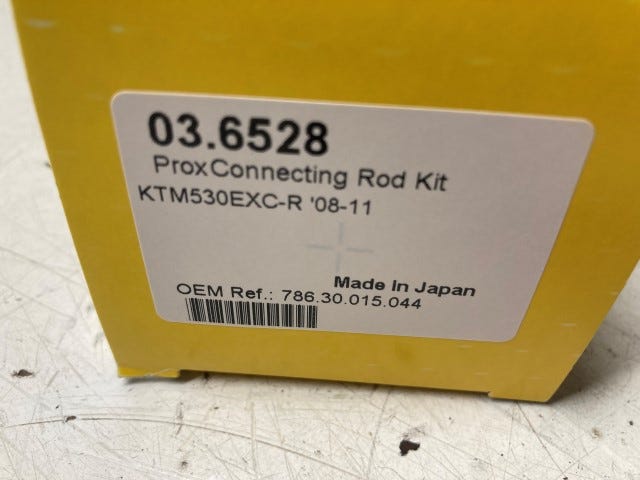 03.6528
ProxConnecting Rod Kit
KTM530EXC-R '08-11
Made In Japan
OEM Ref.: 786.30.015.044